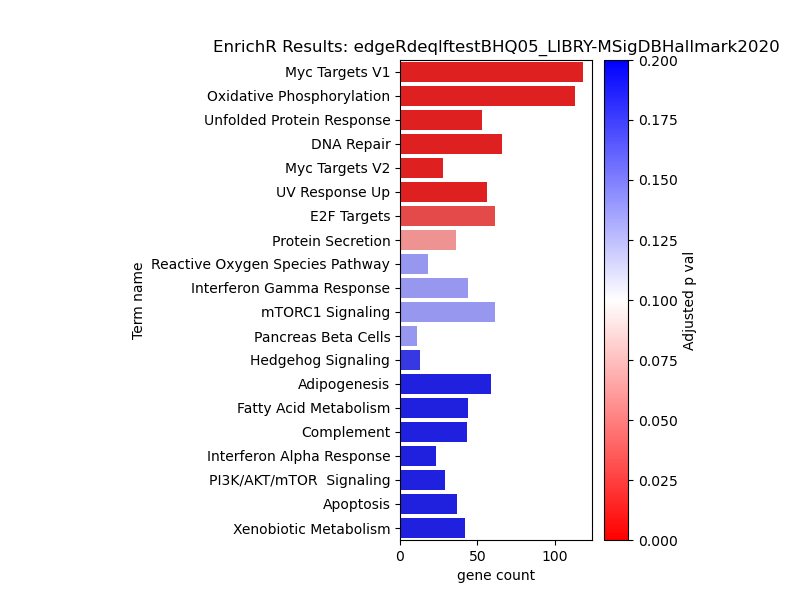 EnrichR Results: edgeRdeqlftestBHQ05_LIBRY-MSigDBHallmark2020
Myc Targets V1
Oxidative Phosphorylation
Unfolded Protein Response
DNA Repair
Myc Targets V2
UV Response Up
E2F Targets
Protein Secretion
Reactive Oxygen Species Pathway
Interferon Gamma Response
mTORC1 Signaling
Pancreas Beta Cells
Hedgehog Signaling
Adipogenesis
Fatty Acid Metabolism
Complement
Interferon Alpha Response
PI3K/AKT/mTOR  Signaling
Apoptosis
Xenobiotic Metabolism
Term name
0 50 100
gene count
0.200
0.175
0.150
0.125
0.100
0.075
0.050
0.025
0.000
Adjusted p val